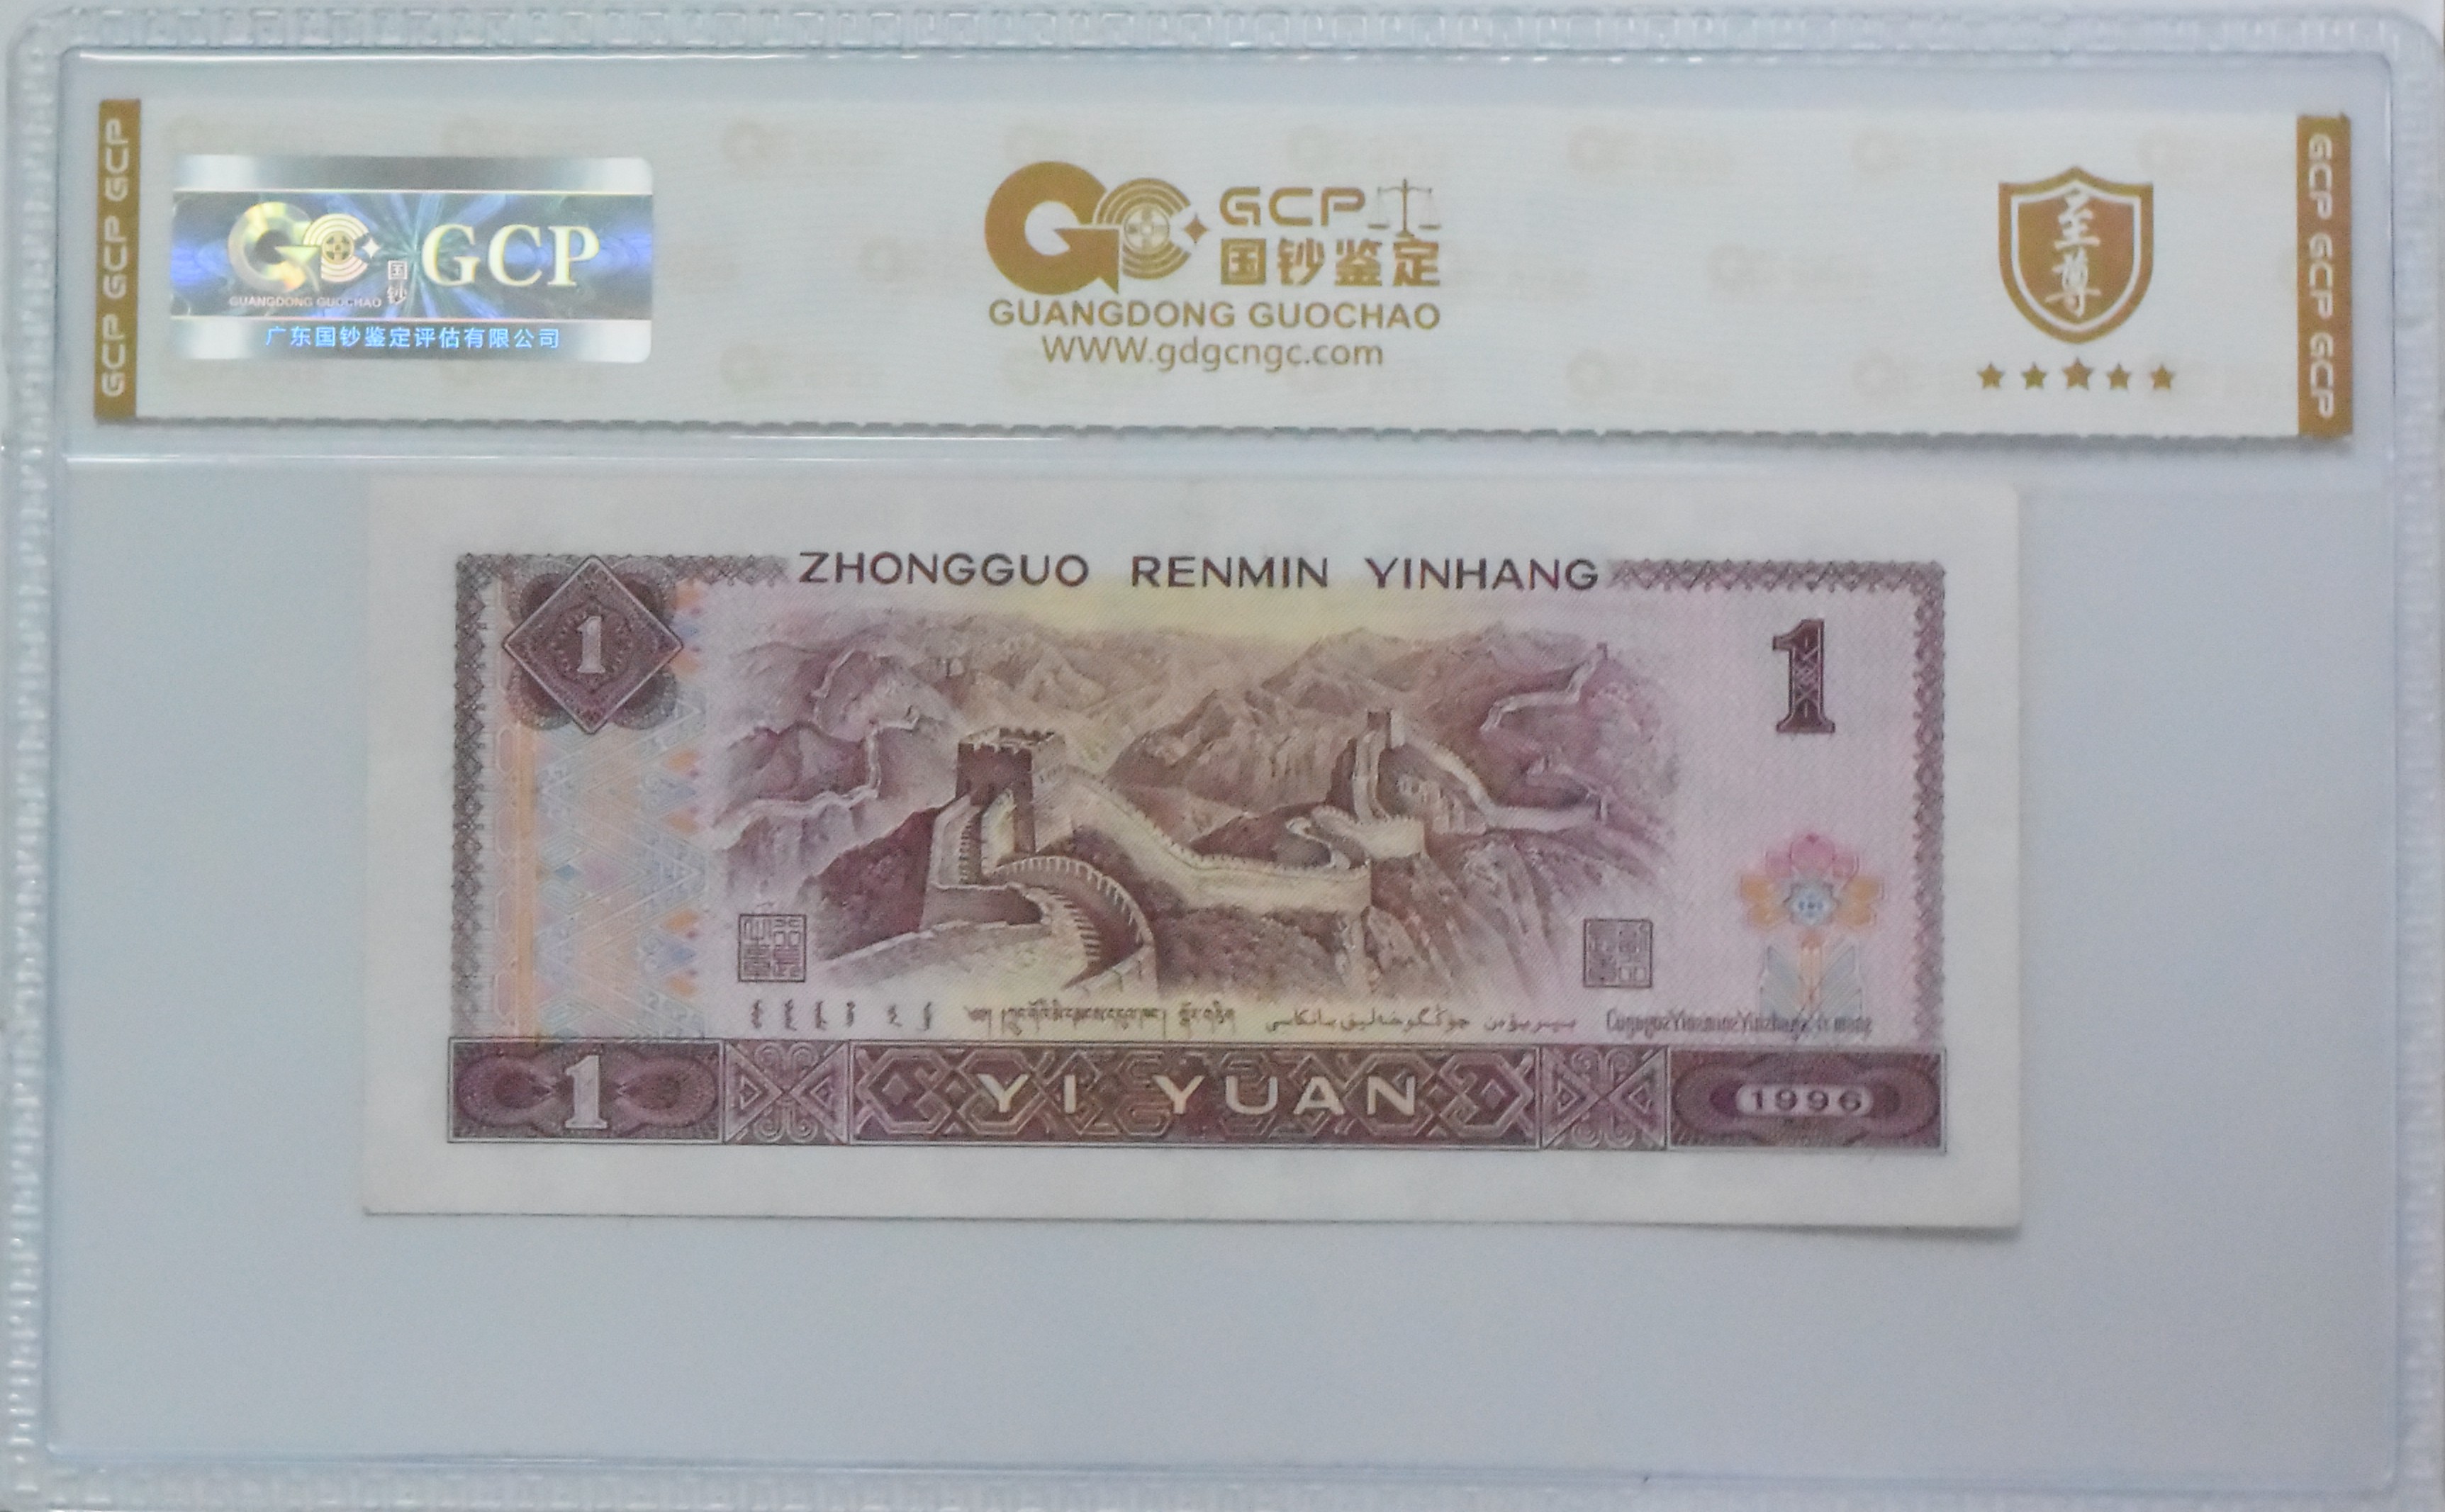 GCP GCP GCP
GCP
国钞
GUANGDONG GUOCHAO
广东国钞鉴定评估有限公司
GCP
国钞鉴定
GUANGDONG GUOCHAO
WWW.gdgcngc.com
至尊
GCP GCP GCP
ZHONGGUO RENMIN YINHANG
1
1
1
YI YUAN
1996